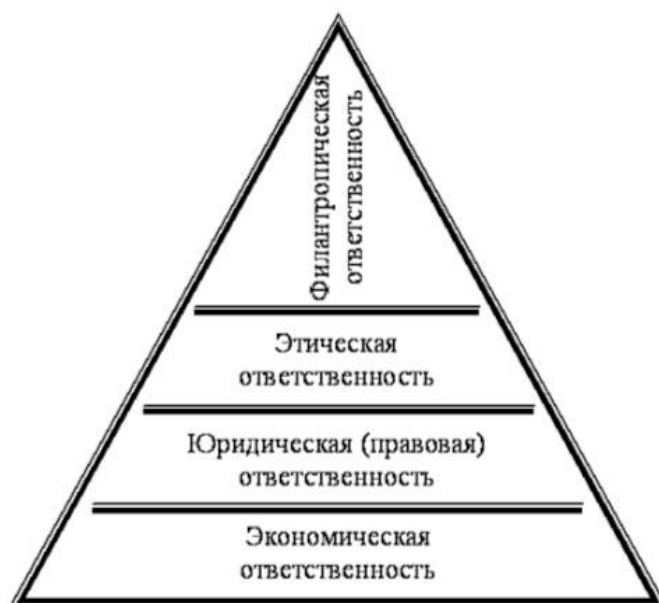 Филантропическая
ответственность
Этическая
ответственность
Юридическая (правовая)
ответственность
Экономическая
ответственность